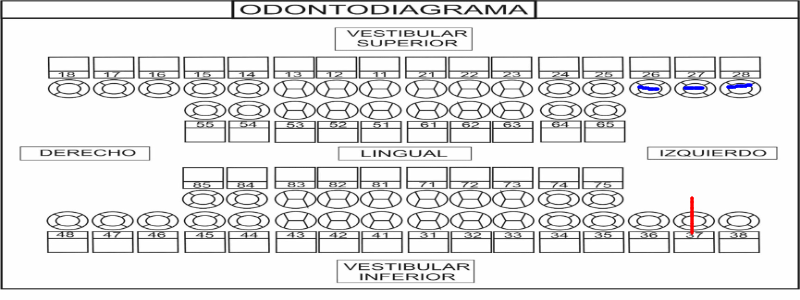 ODONTODIAGRAMA
VESTIBULAR
SUPERIOR
18 17 16 15 14 13 12 11 21 22 23 24 25 26 27 28
55 54 53 52 51 61 62 63 64 65
DERECHO LINGUAL IZQUIERDO
85 84 83 82 81 71 72 73 74 75
48 47 46 45 44 43 42 41 31 32 33 34 35 36 37 38
VESTIBULAR
INFERIOR